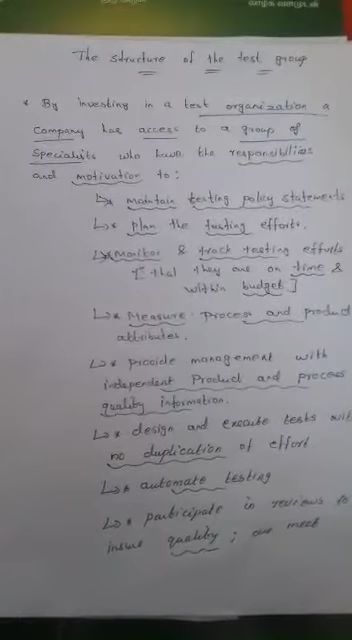 The structure of the test group
* By investing in a test organization a
company has access to a group of
specialists who have the responsibilities
and motivation to:
↳* maintain testing policy statements
↳* plan the testing efforts.
↳* Monitor & track testing efforts
[ that they are on time &
within budget]
↳* Measure process and product
attributes.
↳* provide management with
independent Product and process
quality information.
↳* design and execute tests wit
no duplication of effort
↳* automate testing
↳* participate in reviews to
insure quality; are meet